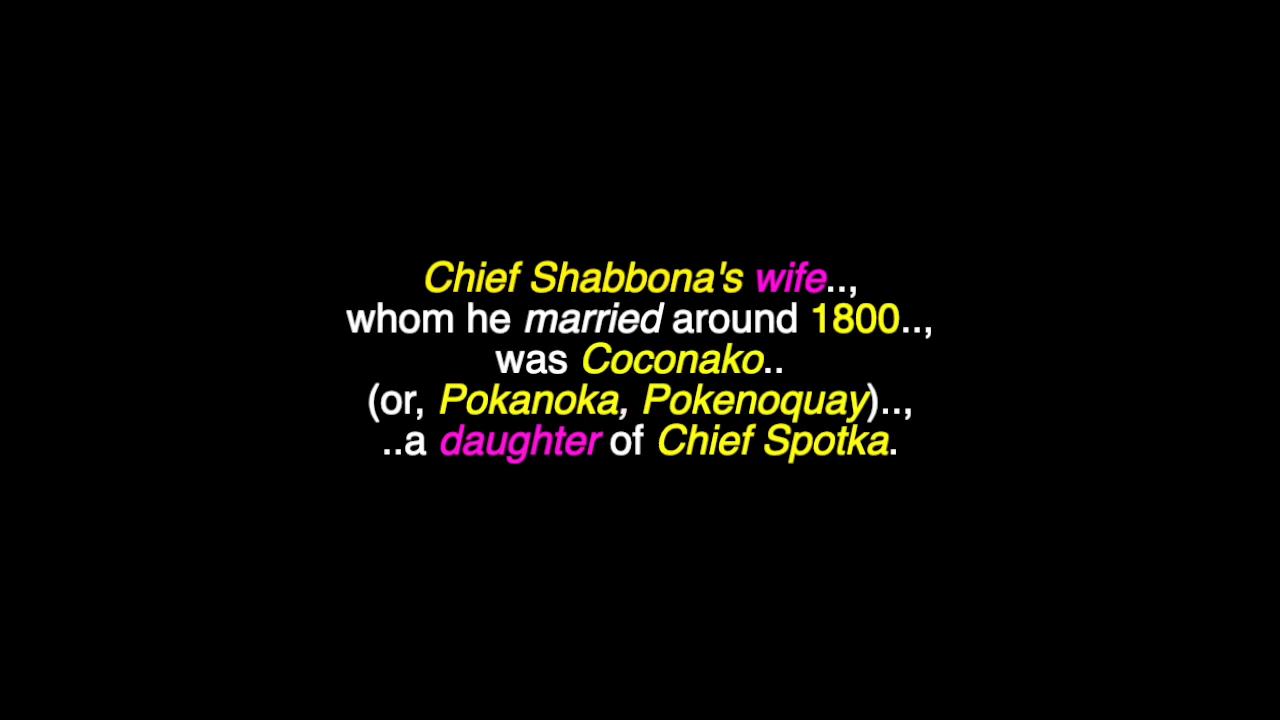 Chief Shabbona's wife..,
whom he married around 1800..,
was Coconako..
(or, Pokanoka, Pokenoquay)..,
..a daughter of Chief Spotka.